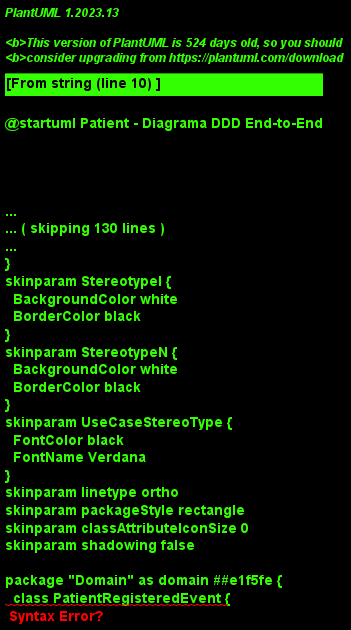 PlantUML 1.2023.13
<b>This version of PlantUML is 524 days old, so you should
<b>consider upgrading from https://plantuml.com/download
[From string (line 10) ]
@startuml Patient - Diagrama DDD End-to-End
...
... ( skipping 130 lines )
...
}
skinparam StereotypeI {
BackgroundColor white
BorderColor black
}
skinparam StereotypeN {
BackgroundColor white
BorderColor black
}
skinparam UseCaseStereoType {
FontColor black
FontName Verdana
}
skinparam linetype ortho
skinparam packageStyle rectangle
skinparam classAttributeIconSize 0
skinparam shadowing false
package "Domain" as domain ##e1f5fe {
class PatientRegisteredEvent {
Syntax Error?